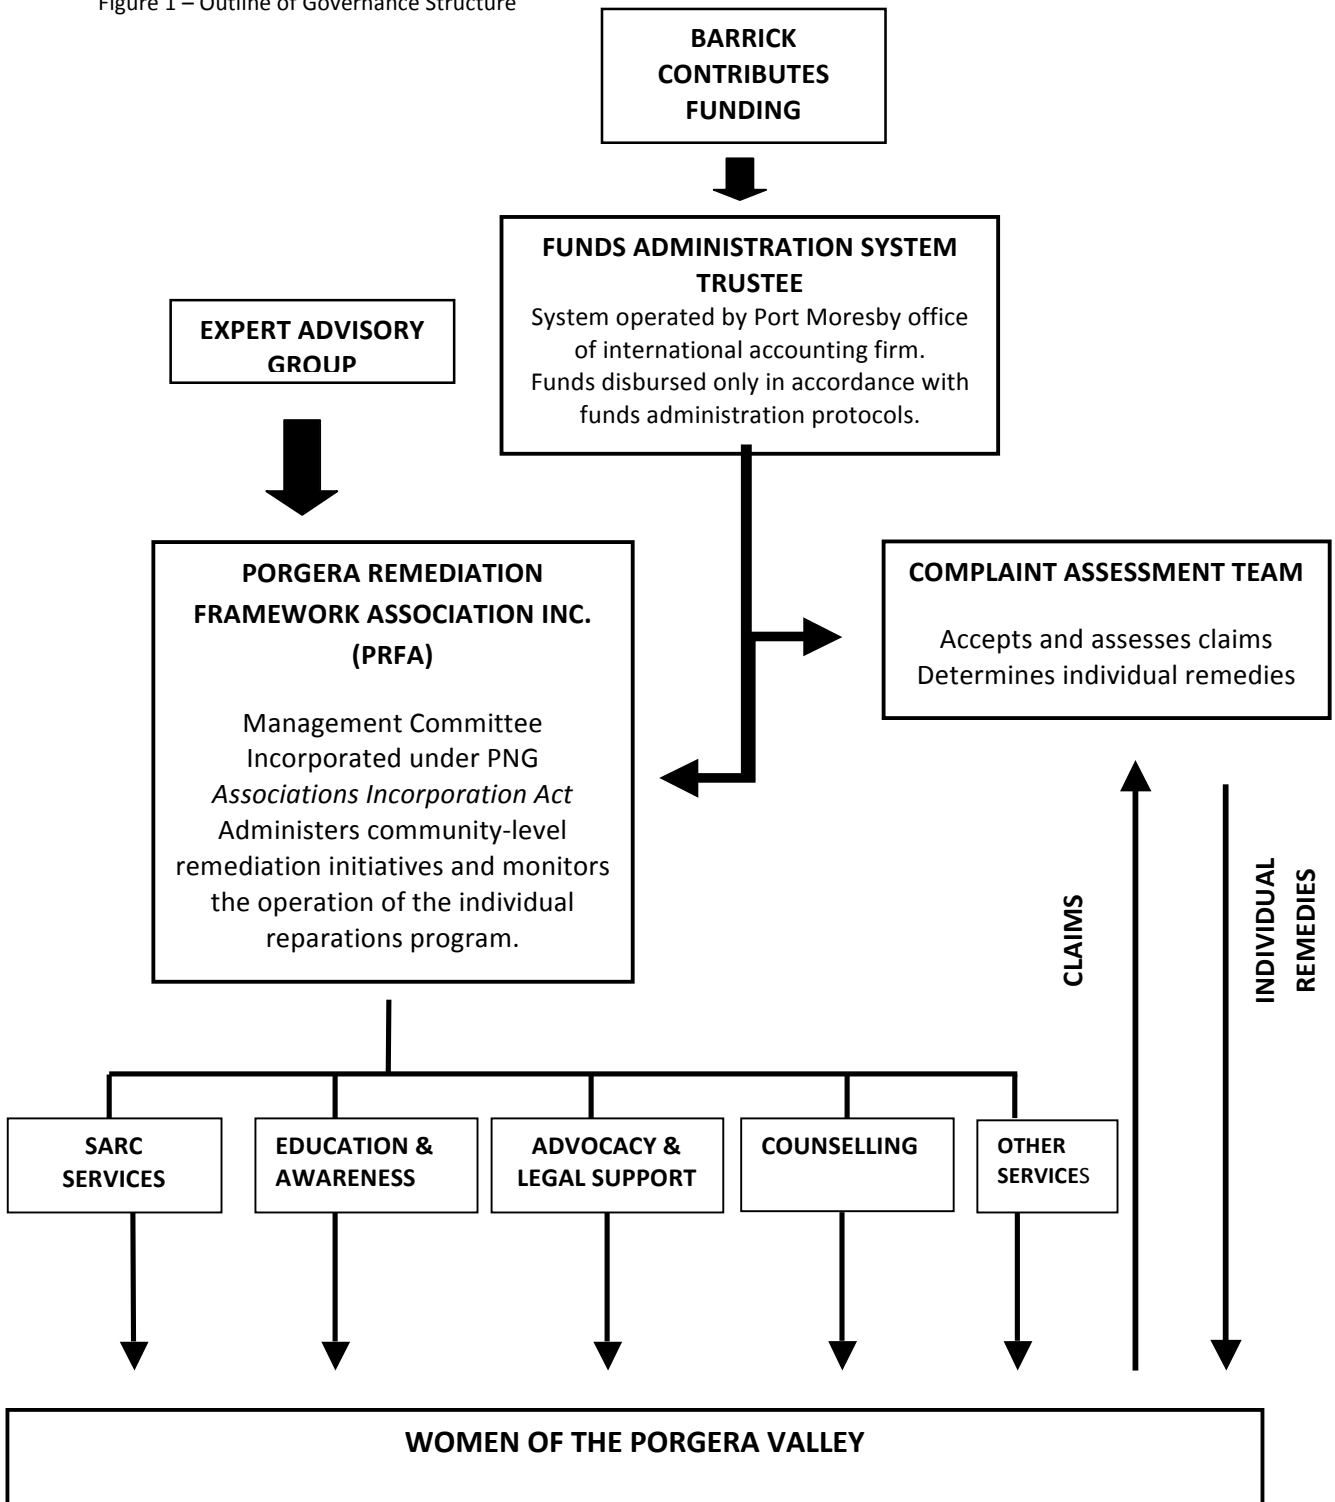 Figure 1 – Outline of Governance Structure
BARRICK
CONTRIBUTES
FUNDING
FUNDS ADMINISTRATION SYSTEM
TRUSTEE
System operated by Port Moresby office
of international accounting firm.
Funds disbursed only in accordance with
funds administration protocols.
EXPERT ADVISORY
GROUP
PORGERA REMEDIATION
FRAMEWORK ASSOCIATION INC.
(PRFA)
Management Committee
Incorporated under PNG
Associations Incorporation Act
Administers community-level
remediation initiatives and monitors
the operation of the individual
reparations program.
COMPLAINT ASSESSMENT TEAM
Accepts and assesses claims
Determines individual remedies
CLAIMS
INDIVIDUAL
REMEDIES
SARC
SERVICES
EDUCATION &
AWARENESS
ADVOCACY &
LEGAL SUPPORT
COUNSELLING
OTHER
SERVICES
WOMEN OF THE PORGERA VALLEY